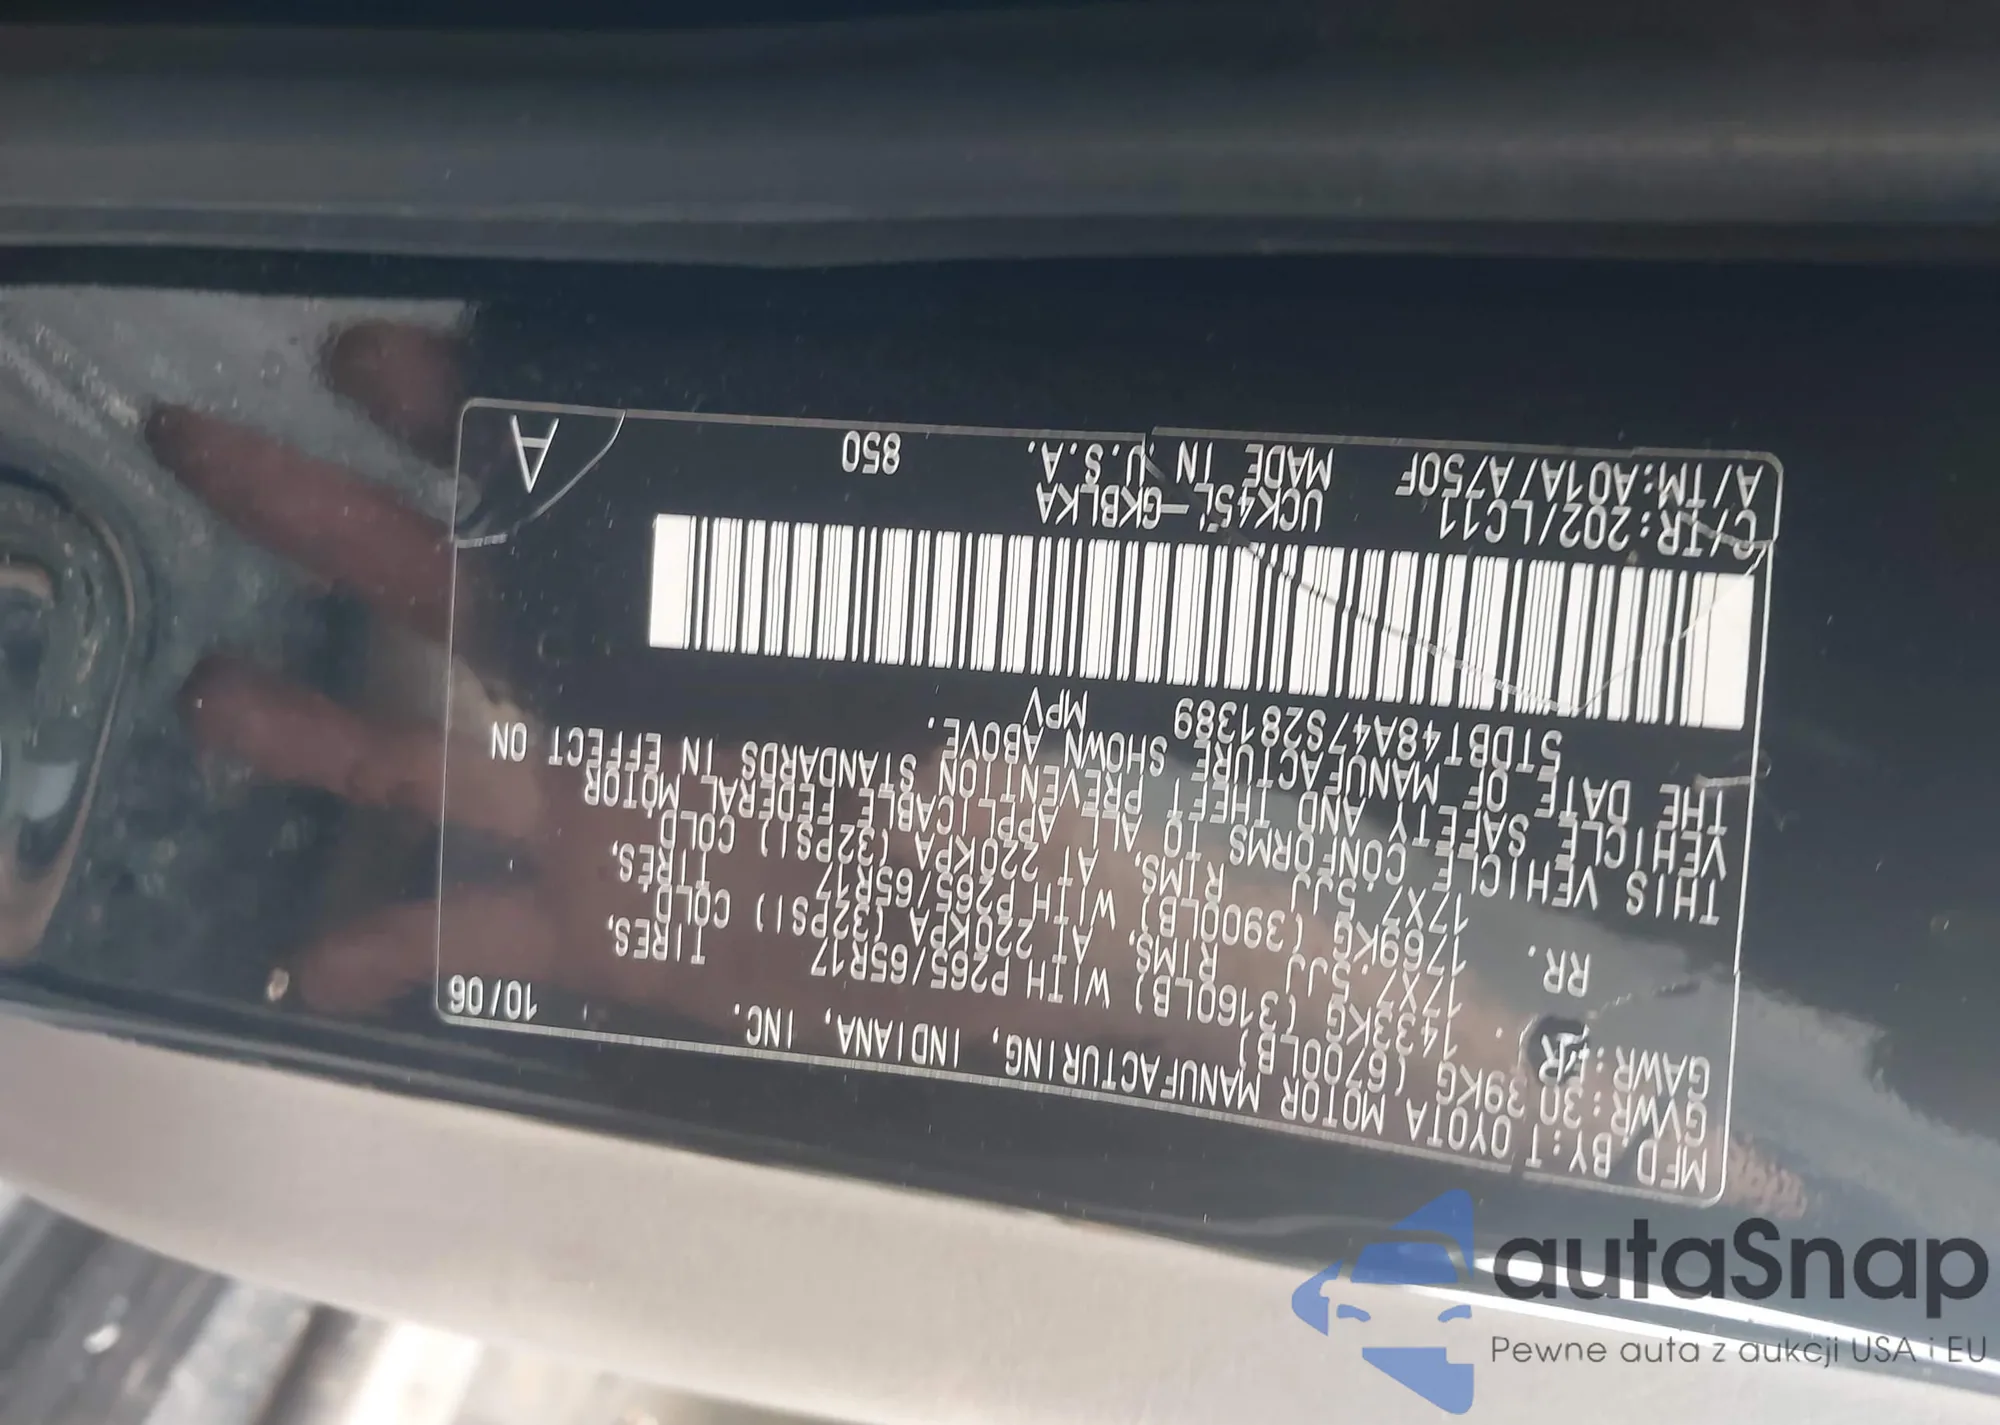 MFD BY:TOYOTA MOTOR MANUFACTURING, INDIANA, INC. 10/06
GVWR:3039KG (6700LB)
GAWR:FR. 1433KG (3160LB) WITH P265/65R17 TIRES,
17X7.5JJ RIMS, AT 220KPA (32PSI) COLD
RR. 1769KG (3900LB) WITH P265/65R17 TIRES,
17X7.5JJ RIMS, AT 220KPA (32PSI) COLD
THIS VEHICLE CONFORMS TO ALL APPLICABLE FEDERAL MOTOR
VEHICLE SAFETY AND THEFT PREVENTION STANDARDS IN EFFECT ON
THE DATE OF MANUFACTURE SHOWN ABOVE.
5TDBT48A47S281389 MPV
C/TR:202/LC11 UCK45L-GKBLKA
A/TM:A01A/A750F MADE IN U.S.A. 850
A
autaSnap
Pewne auta z aukcji USA i EU